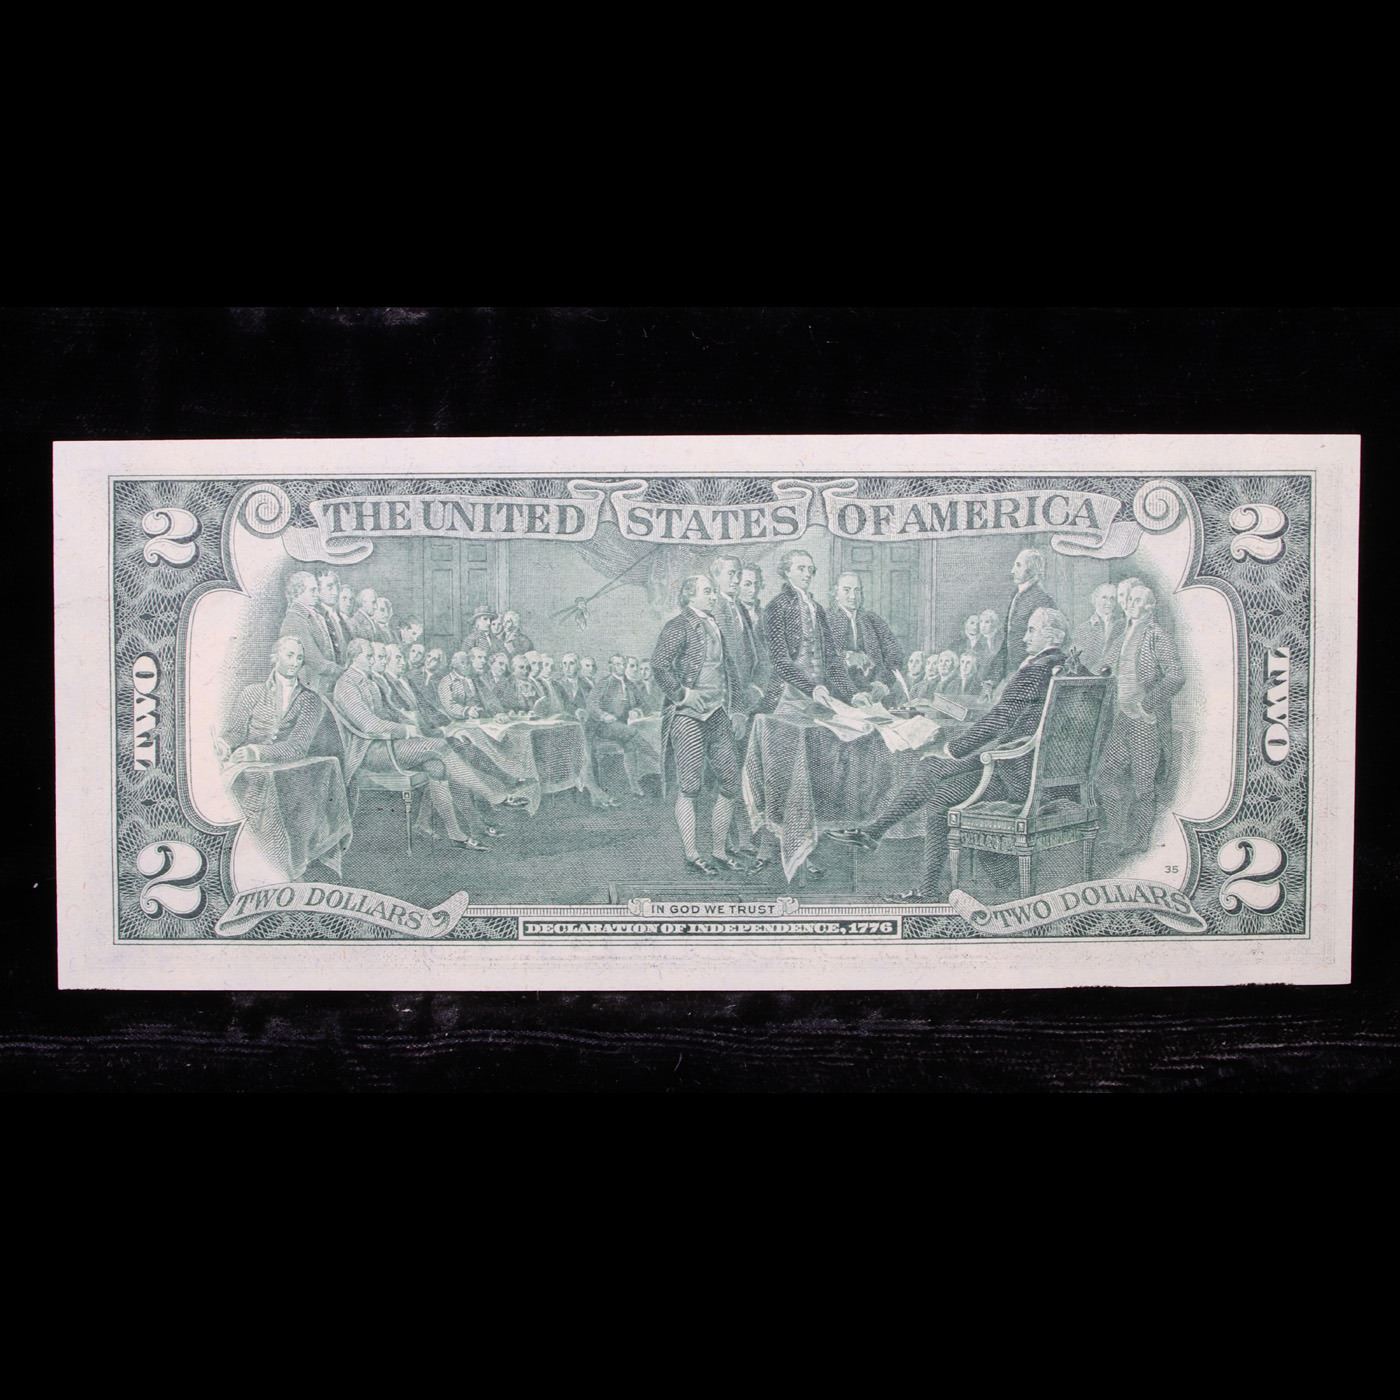 THE UNITED STATES OF AMERICA
2
2
TWO
TWO
35
2
2
TWO DOLLARS
IN GOD WE TRUST
TWO DOLLARS
DECLARATION OF INDEPENDENCE, 1776